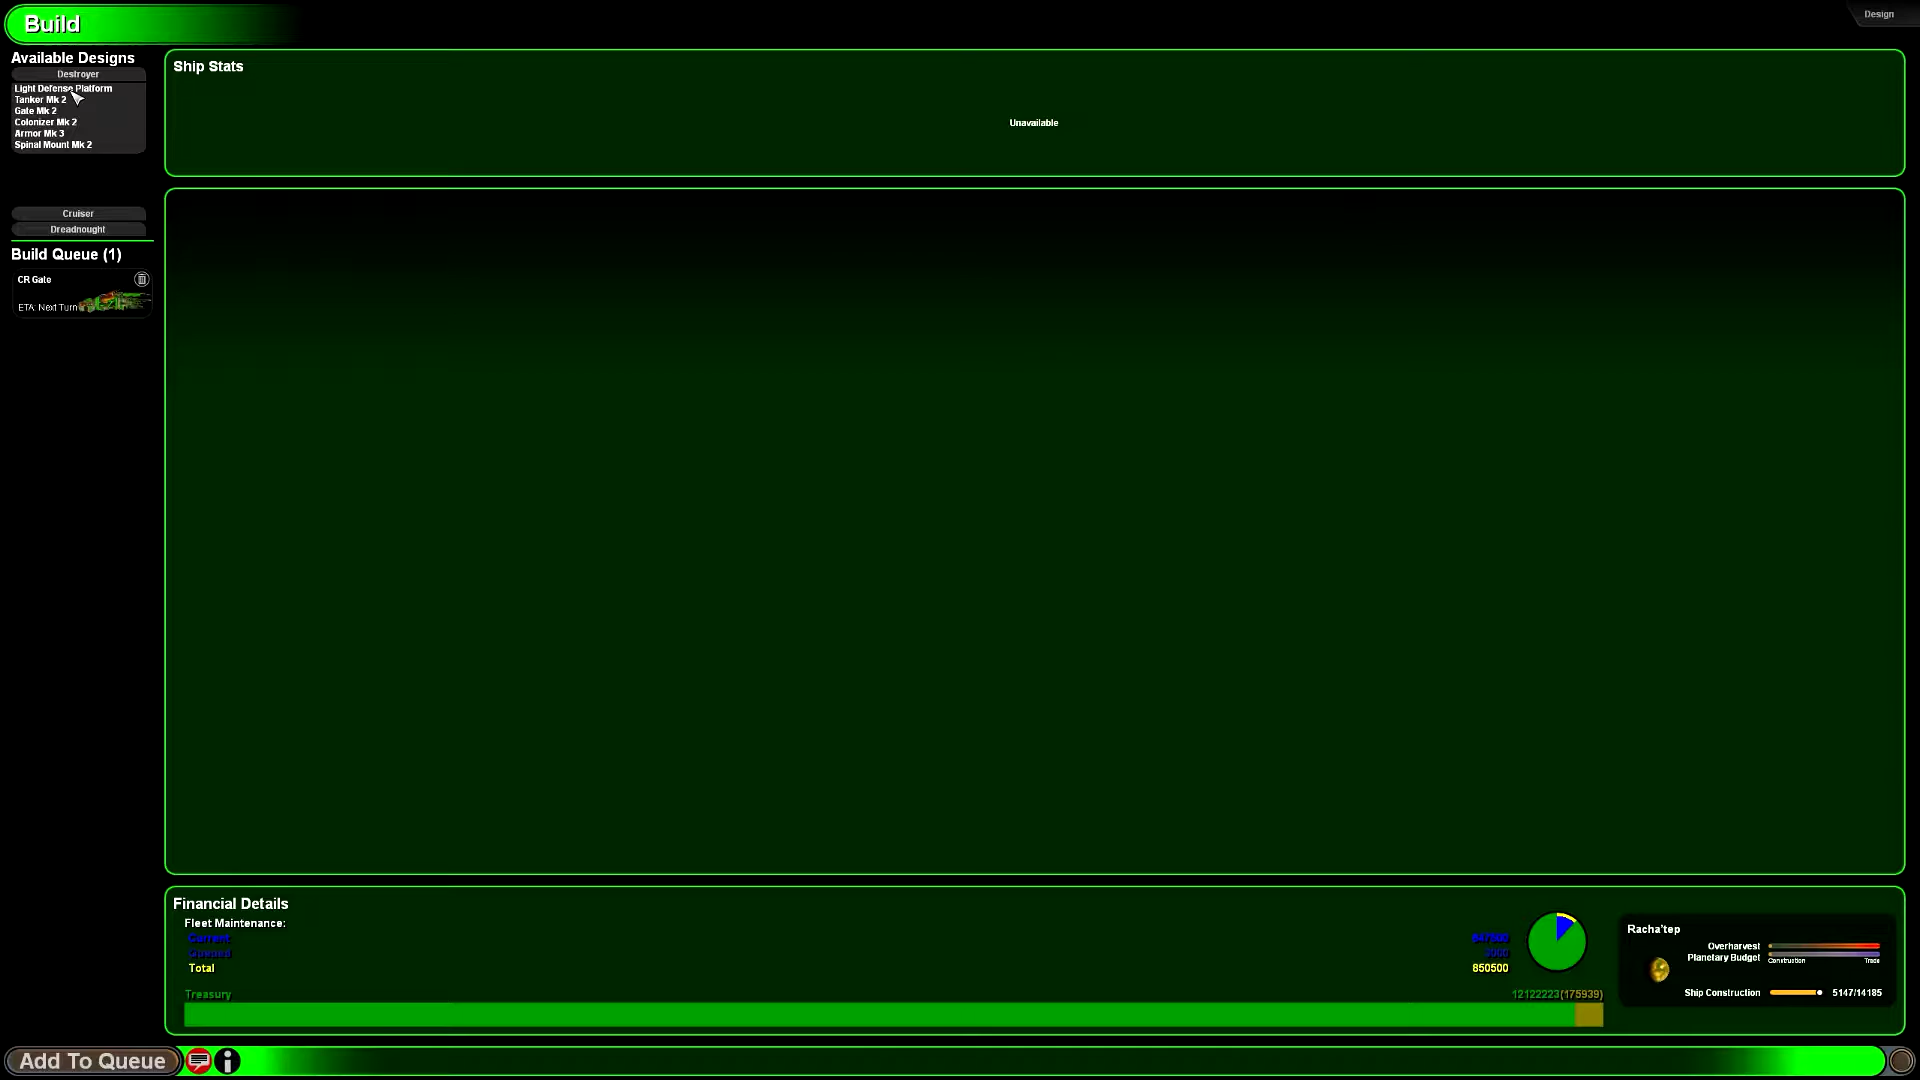 Build
Design
Available Designs
Destroyer
Light Defense Platform
Tanker Mk 2
Gate Mk 2
Colonizer Mk 2
Armor Mk 3
Spinal Mount Mk 2
Cruiser
Dreadnought
Build Queue (1)
CR Gate
ETA: Next Turn
Ship Stats
Unavailable
Financial Details
Fleet Maintenance:
Current 847500
Queued 3000
Total 850500
Treasury 12122223(175939)
Racha'tep
Overharvest
Planetary Budget
Construction Trade
Ship Construction 5147/14185
Add To Queue